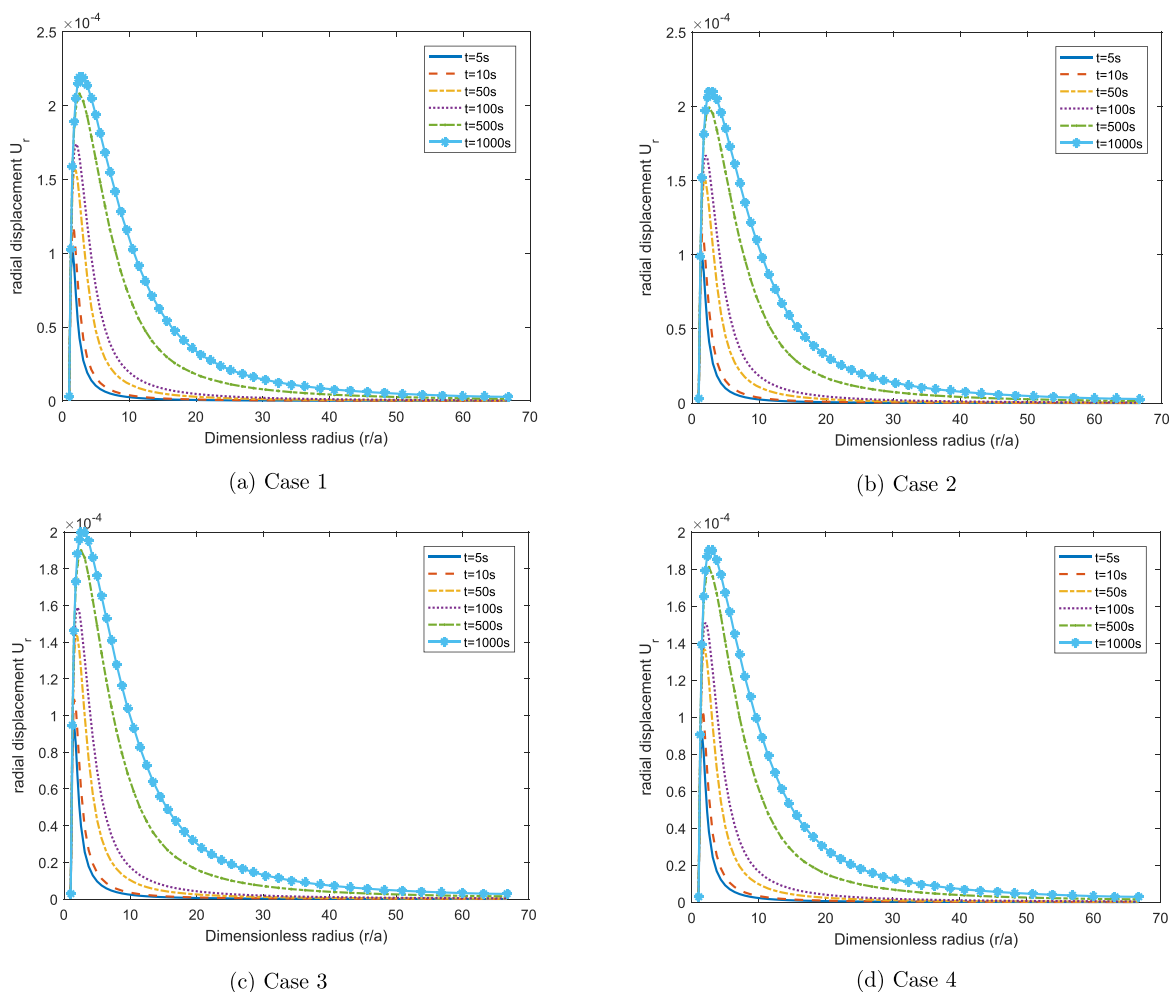 ×10-4
2.5
2
1.5
1
0.5
0
radial displacement Ur
t=5s
t=10s
t=50s
t=100s
t=500s
t=1000s
0 10 20 30 40 50 60 70
Dimensionless radius (r/a)
(a) Case 1
×10-4
2.5
2
1.5
1
0.5
0
radial displacement Ur
t=5s
t=10s
t=50s
t=100s
t=500s
t=1000s
0 10 20 30 40 50 60 70
Dimensionless radius (r/a)
(b) Case 2
×10-4
2
1.8
1.6
1.4
1.2
1
0.8
0.6
0.4
0.2
0
radial displacement Ur
t=5s
t=10s
t=50s
t=100s
t=500s
t=1000s
0 10 20 30 40 50 60 70
Dimensionless radius (r/a)
(c) Case 3
×10-4
2
1.8
1.6
1.4
1.2
1
0.8
0.6
0.4
0.2
0
radial displacement Ur
t=5s
t=10s
t=50s
t=100s
t=500s
t=1000s
0 10 20 30 40 50 60 70
Dimensionless radius (r/a)
(d) Case 4